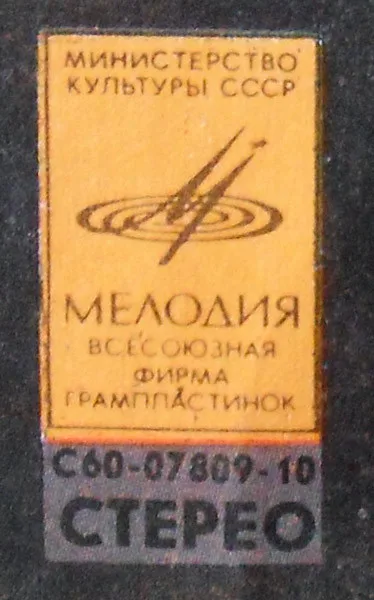 МИНИСТЕРСТВО
КУЛЬТУРЫ СССР
МЕЛОДИЯ
ВСЕСОЮЗНАЯ
ФИРМА
ГРАМПЛАСТИНОК
С60-07809-10
СТЕРЕО